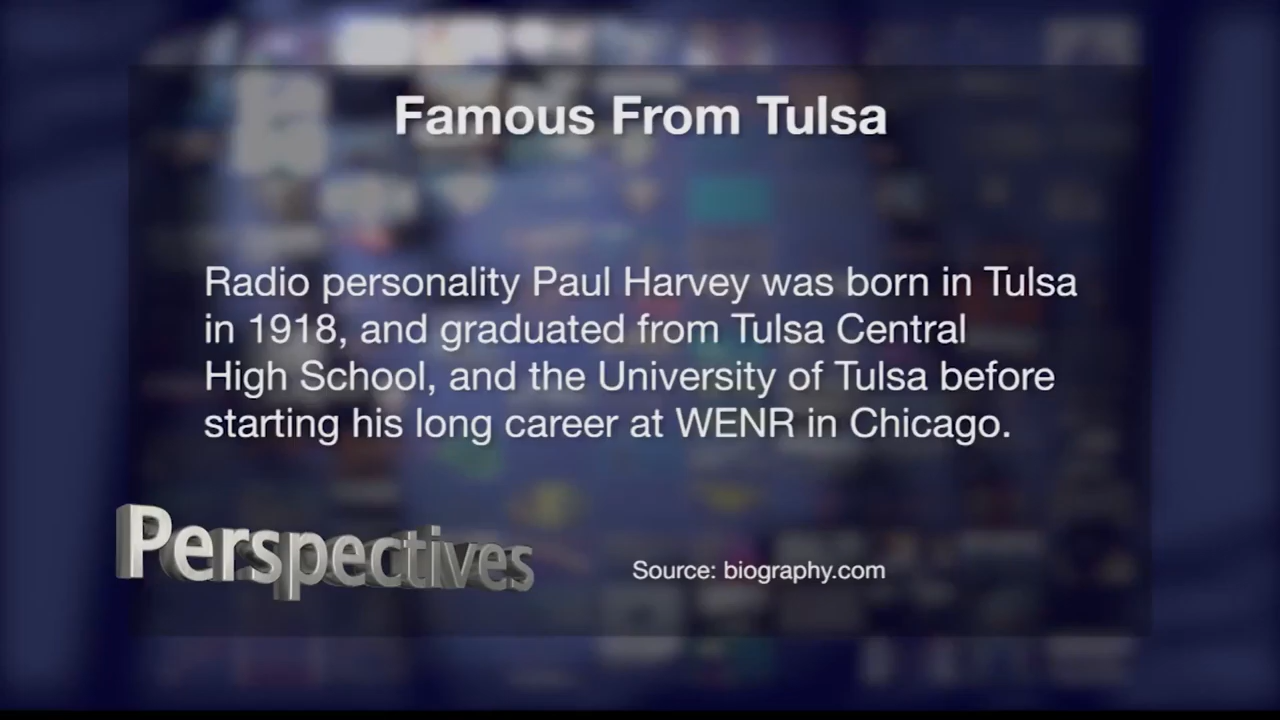 Famous From Tulsa
Radio personality Paul Harvey was born in Tulsa
in 1918, and graduated from Tulsa Central
High School, and the University of Tulsa before
starting his long career at WENR in Chicago.
Perspectives
Source: biography.com